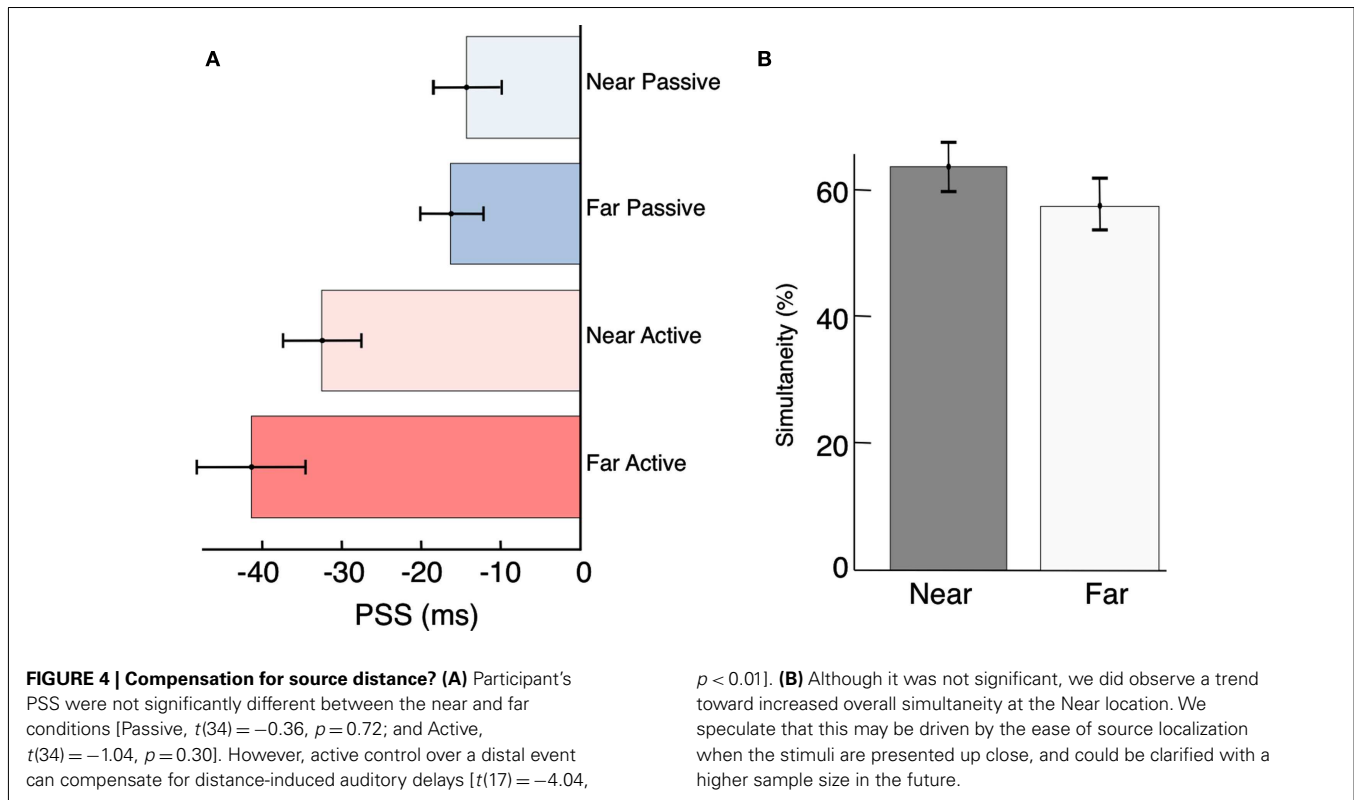 A
Near Passive
Far Passive
Near Active
Far Active
-40 -30 -20 -10 0
PSS (ms)
B
60
40
20
0
Simultaneity (%)
Near Far
FIGURE 4 | Compensation for source distance? (A) Participant's
PSS were not significantly different between the near and far
conditions [Passive, t(34) = −0.36, p = 0.72; and Active,
t(34) = −1.04, p = 0.30]. However, active control over a distal event
can compensate for distance-induced auditory delays [t(17) = −4.04,
p < 0.01]. (B) Although it was not significant, we did observe a trend
toward increased overall simultaneity at the Near location. We
speculate that this may be driven by the ease of source localization
when the stimuli are presented up close, and could be clarified with a
higher sample size in the future.